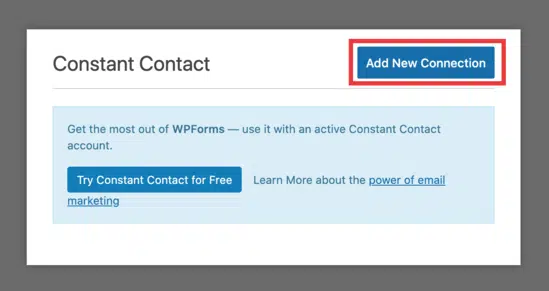 Constant Contact
Add New Connection
Get the most out of WPForms — use it with an active Constant Contact
account.
Try Constant Contact for Free Learn More about the power of email
marketing